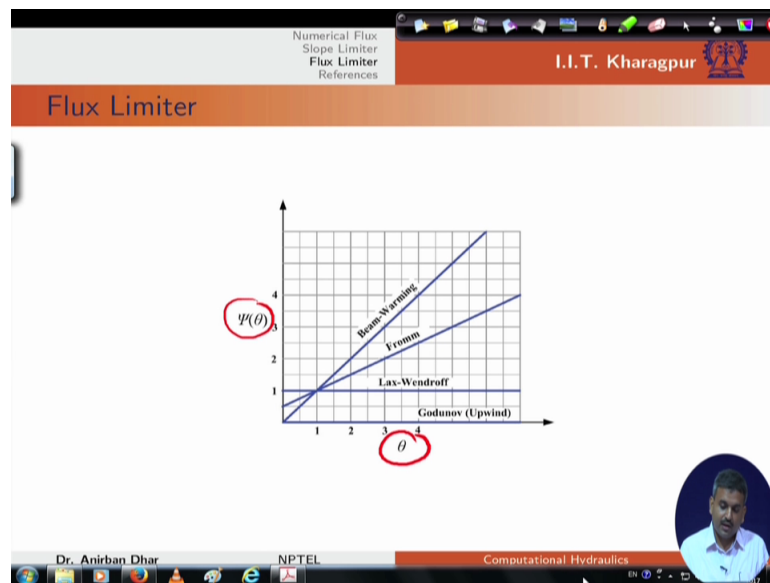 Numerical Flux
Slope Limiter
Flux Limiter
References
I.I.T. Kharagpur
Flux Limiter
4
Ψ(θ)
3
2
1
Beam-Warming
Fromm
Lax-Wendroff
Godunov (Upwind)
1 2 3 4
θ
Dr. Anirban Dhar NPTEL Computational Hydraulics
EN